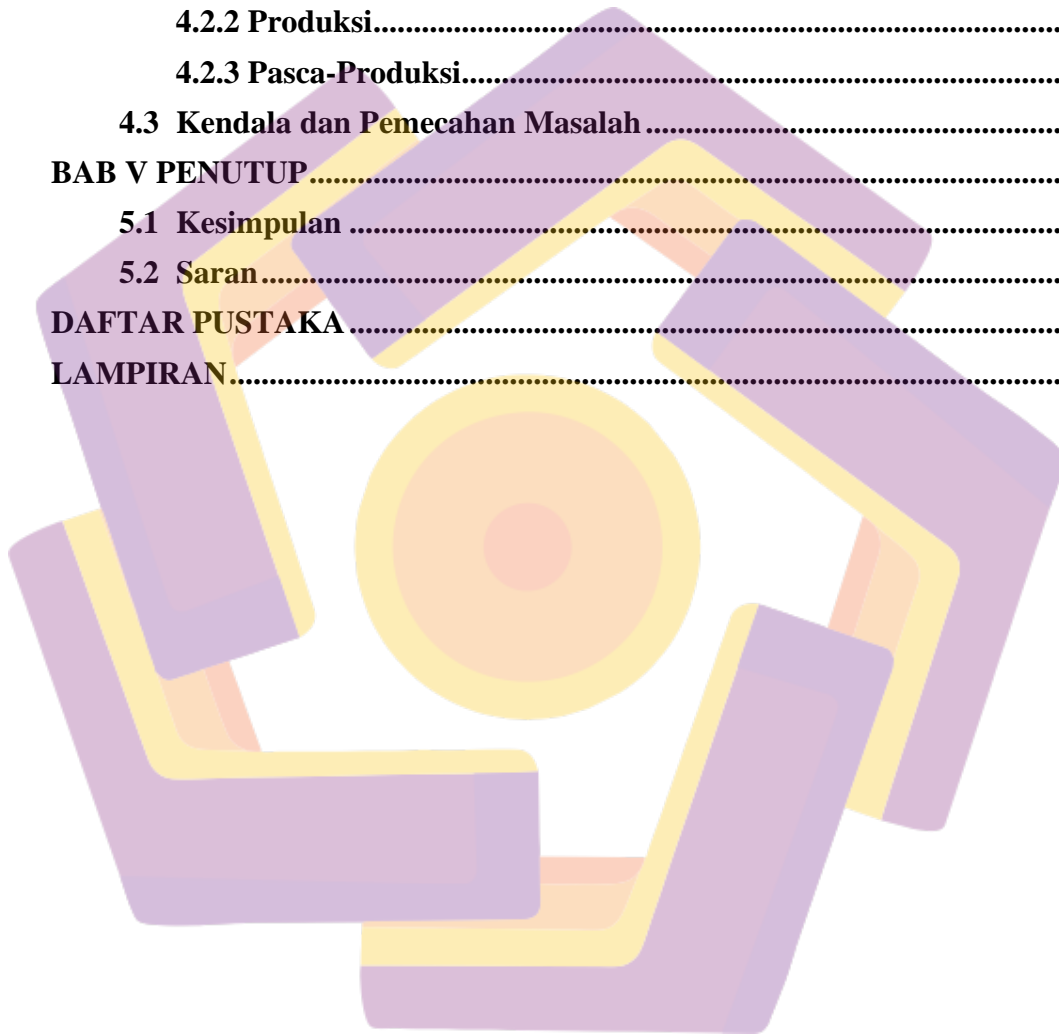 4.2.2 Produksi................................................................
4.2.3 Pasca-Produksi................................................................
4.3 Kendala dan Pemecahan Masalah................................................................
BAB V PENUTUP................................................................
5.1 Kesimpulan................................................................
5.2 Saran................................................................
DAFTAR PUSTAKA................................................................
LAMPIRAN................................................................